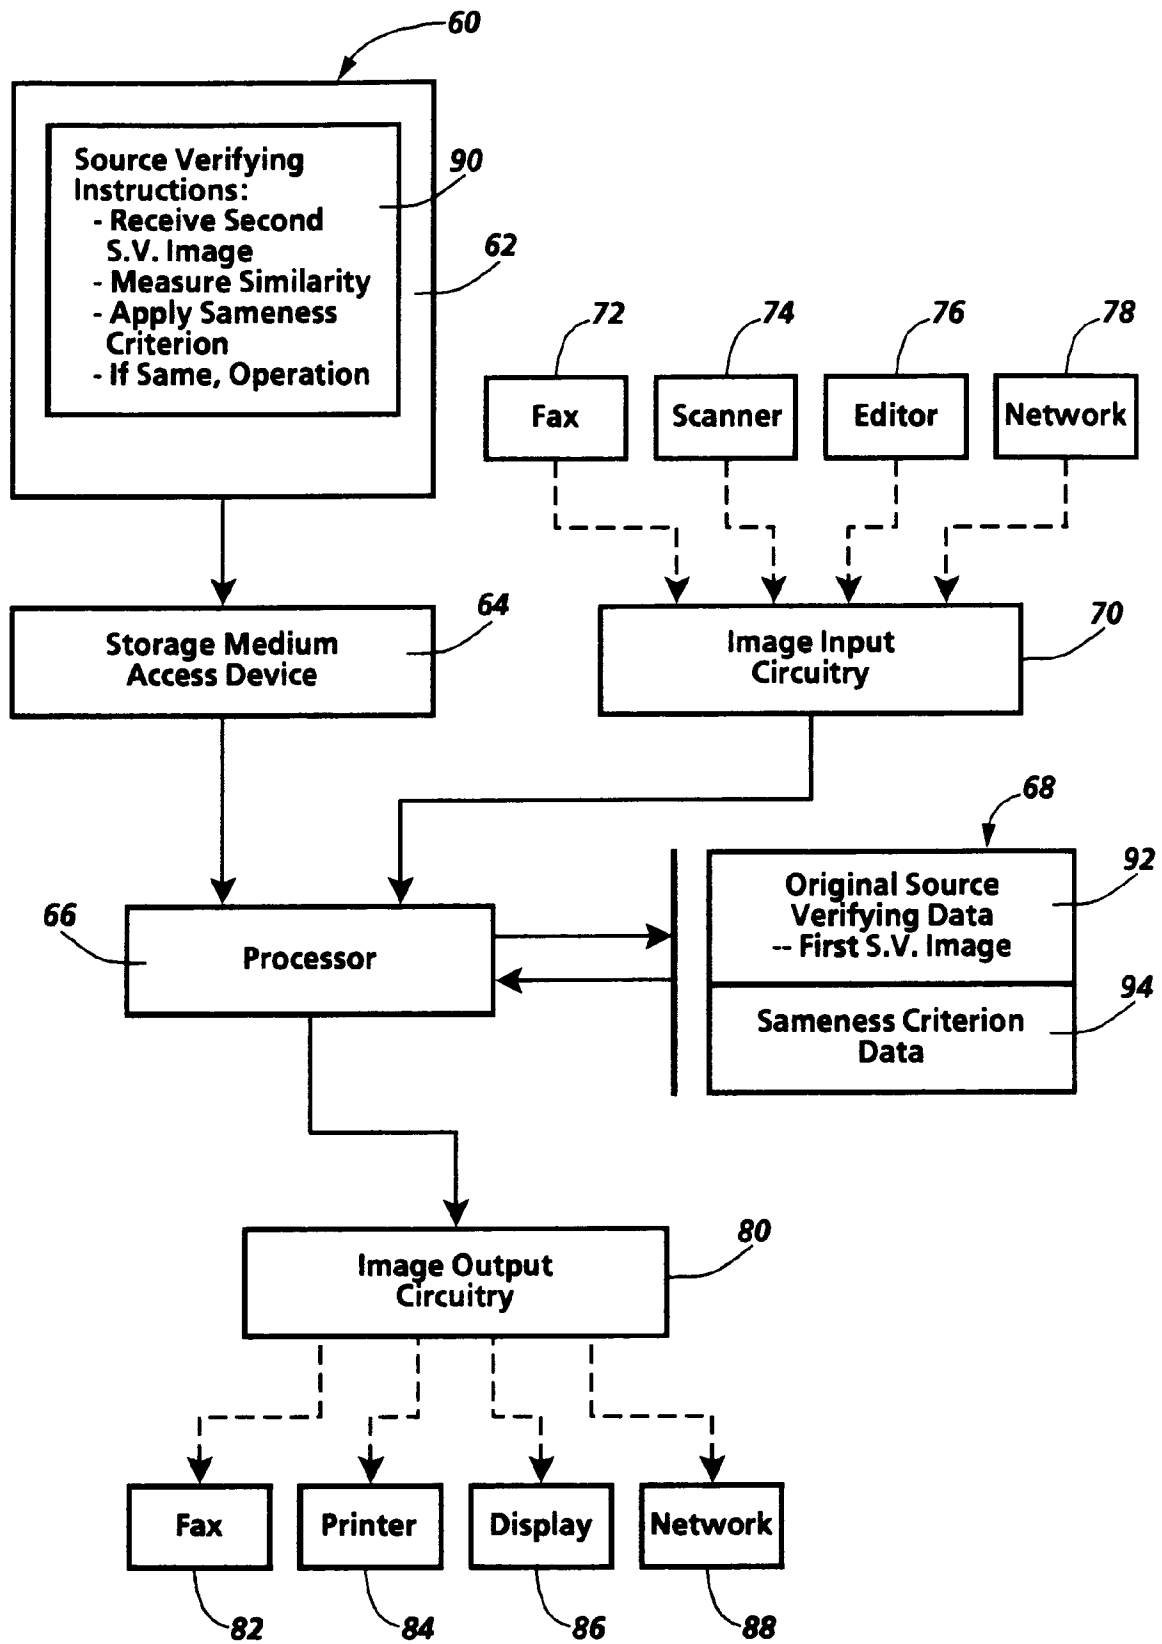 60
Source Verifying
Instructions:
- Receive Second
S.V. Image
- Measure Similarity
- Apply Sameness
Criterion
- If Same, Operation
90
62
72
74
76
78
Fax
Scanner
Editor
Network
Storage Medium
Access Device
64
Image Input
Circuitry
70
68
66
Processor
Original Source
Verifying Data
-- First S.V. Image
92
Sameness Criterion
Data
94
Image Output
Circuitry
80
Fax
Printer
Display
Network
82
84
86
88